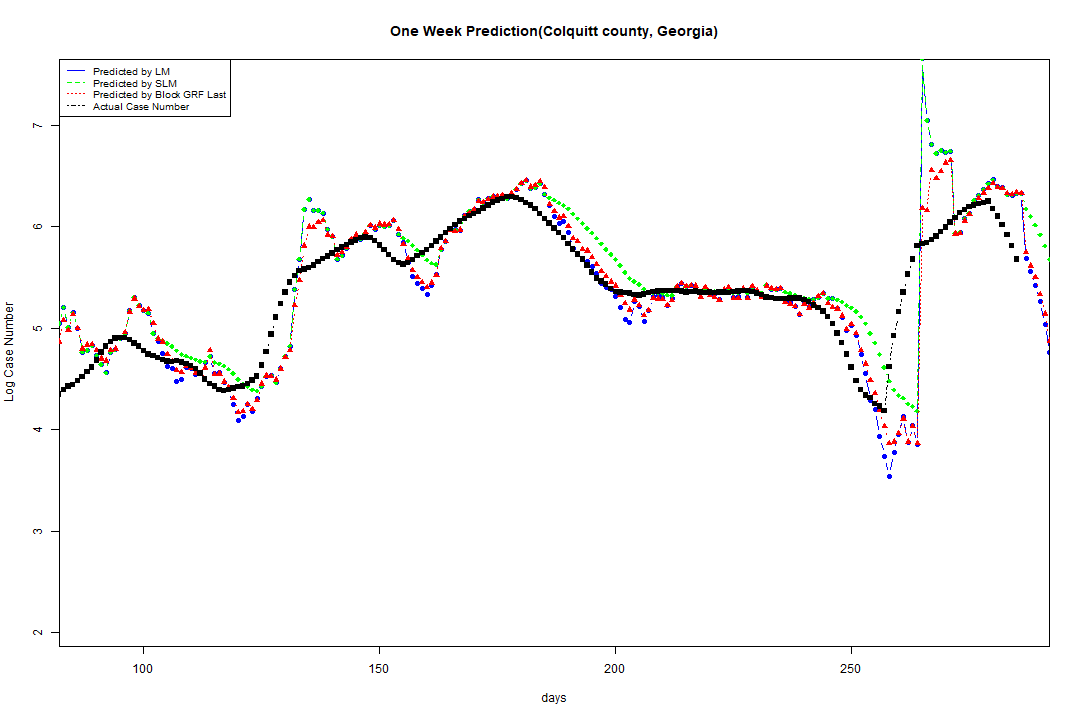 One Week Prediction(Colquitt county, Georgia)
Predicted by LM
Predicted by SLM
Predicted by Block GRF Last
Actual Case Number
7
6
5
4
3
2
Log Case Number
100 150 200 250
days